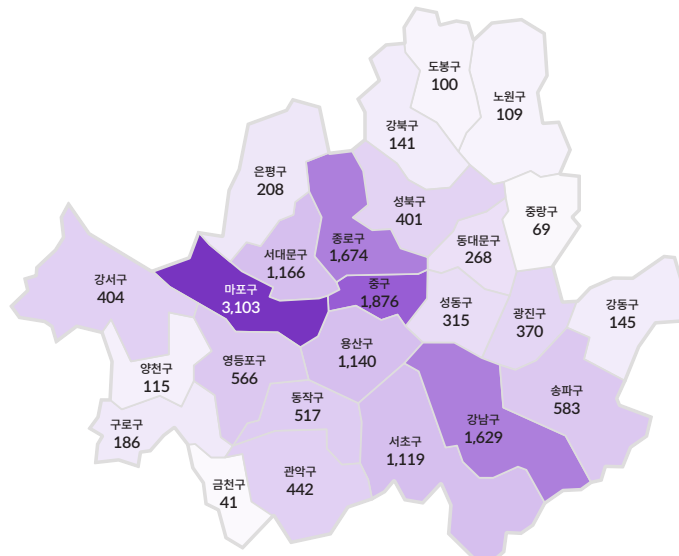 도봉구
100
노원구
109
강북구
141
은평구
208
성북구
401
중랑구
69
종로구
1,674
동대문구
268
서대문구
1,166
강서구
404
마포구
3,103
중구
1,876
성동구
315
광진구
370
강동구
145
용산구
1,140
양천구
115
영등포구
566
송파구
583
동작구
517
강남구
1,629
구로구
186
서초구
1,119
관악구
442
금천구
41